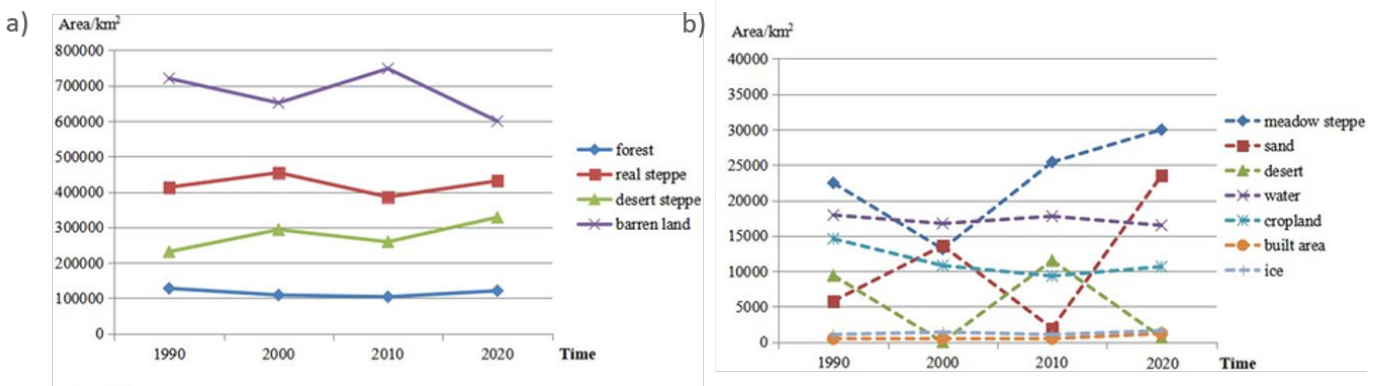 a)
Area/km²
800000
700000
600000
500000
400000
300000
200000
100000
0
1990 2000 2010 2020 Time
forest
real steppe
desert steppe
barren land
b)
Area/km²
40000
35000
30000
25000
20000
15000
10000
5000
0
1990 2000 2010 2020 Time
meadow steppe
sand
desert
water
cropland
built area
ice